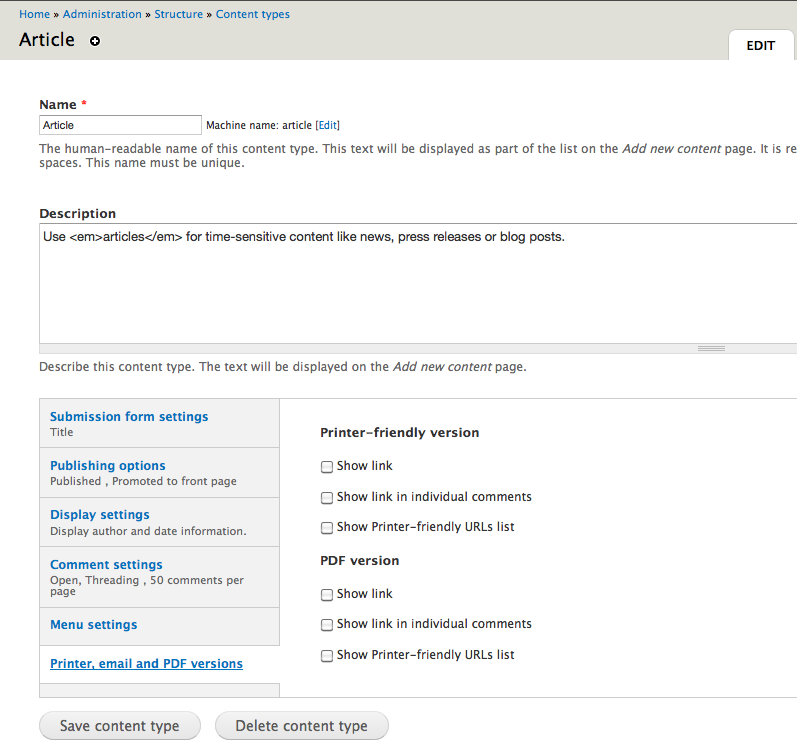 Home » Administration » Structure » Content types
Article
EDIT
Name *
Article
Machine name: article [Edit]
The human-readable name of this content type. This text will be displayed as part of the list on the Add new content page. It is re
spaces. This name must be unique.
Description
Use <em>articles</em> for time-sensitive content like news, press releases or blog posts.
Describe this content type. The text will be displayed on the Add new content page.
Submission form settings
Title
Publishing options
Published , Promoted to front page
Display settings
Display author and date information.
Comment settings
Open, Threading , 50 comments per
page
Menu settings
Printer, email and PDF versions
Printer-friendly version
Show link
Show link in individual comments
Show Printer-friendly URLs list
PDF version
Show link
Show link in individual comments
Show Printer-friendly URLs list
Save content type
Delete content type